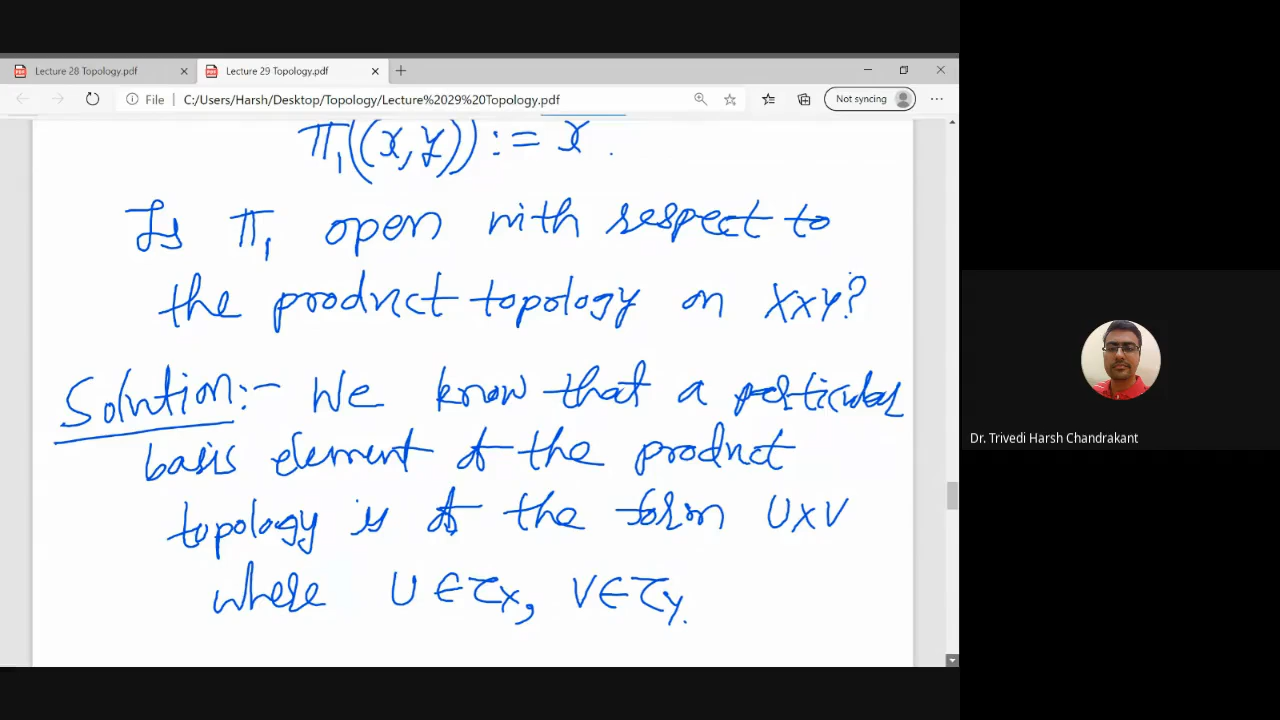 Lecture 28 Topology.pdf
Lecture 29 Topology.pdf
File
C:/Users/Harsh/Desktop/Topology/Lecture%2029%20Topology.pdf
Not syncing
π₁((x,y)) := x.
Is π₁ open with respect to
the product topology on X×Y?
Solution:- We know that a particular
basis element of the product
topology is of the form U×V
where U∈τ_X, V∈τ_Y.
Dr. Trivedi Harsh Chandrakant